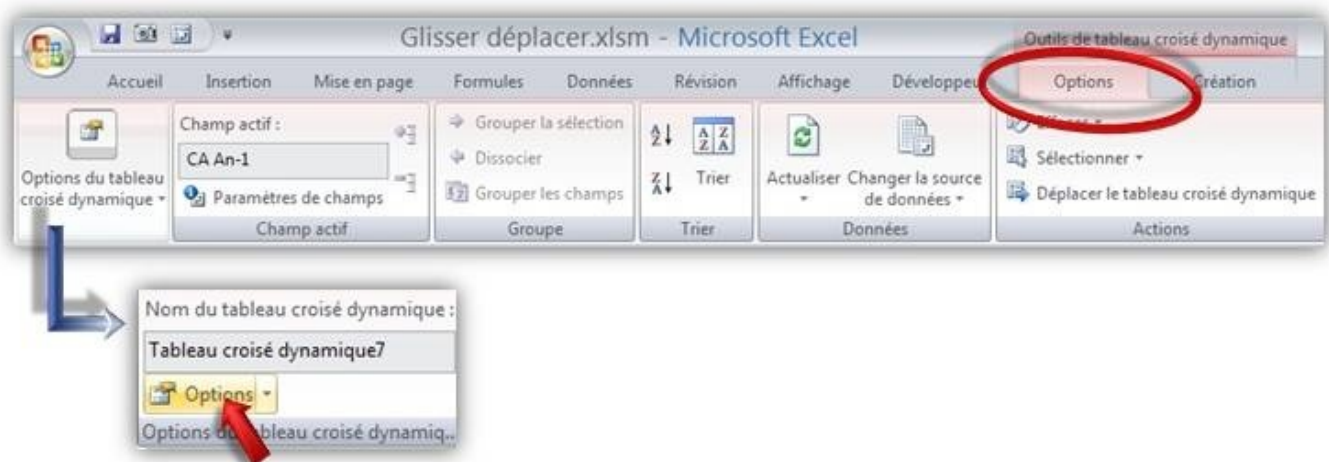 Glisser déplacer.xlsm - Microsoft Excel
Outils de tableau croisé dynamique
Accueil Insertion Mise en page Formules Données Révision Affichage Développeu Options Création
Options du tableau
croisé dynamique
Champ actif :
CA An-1
Paramètres de champs
Champ actif
Grouper la sélection
Dissocier
Grouper les champs
Groupe
Trier
Trier
Actualiser
Changer la source
de données
Données
Sélectionner
Déplacer le tableau croisé dynamique
Actions
Nom du tableau croisé dynamique :
Tableau croisé dynamique7
Options
Options du tableau croisé dynamiq...